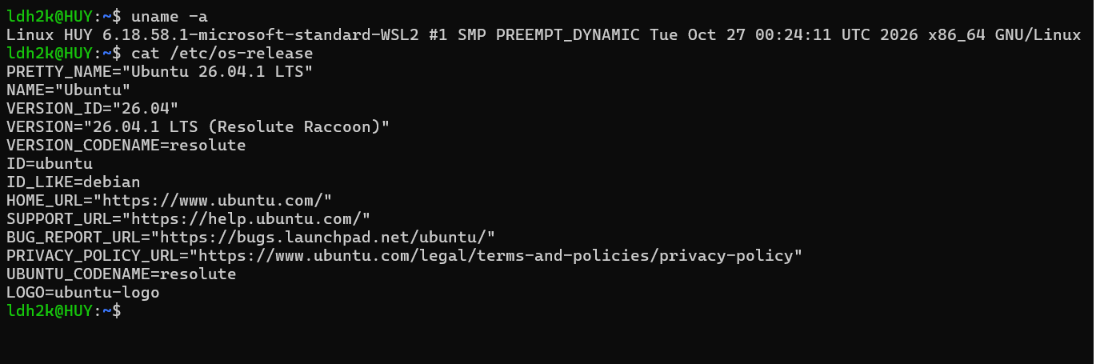 ldh2k@HUY:~$ uname -a
Linux HUY 6.18.58.1-microsoft-standard-WSL2 #1 SMP PREEMPT_DYNAMIC Tue Oct 27 00:24:11 UTC 2026 x86_64 GNU/Linux
ldh2k@HUY:~$ cat /etc/os-release
PRETTY_NAME="Ubuntu 26.04.1 LTS"
NAME="Ubuntu"
VERSION_ID="26.04"
VERSION="26.04.1 LTS (Resolute Raccoon)"
VERSION_CODENAME=resolute
ID=ubuntu
ID_LIKE=debian
HOME_URL="https://www.ubuntu.com/"
SUPPORT_URL="https://help.ubuntu.com/"
BUG_REPORT_URL="https://bugs.launchpad.net/ubuntu/"
PRIVACY_POLICY_URL="https://www.ubuntu.com/legal/terms-and-policies/privacy-policy"
UBUNTU_CODENAME=resolute
LOGO=ubuntu-logo
ldh2k@HUY:~$